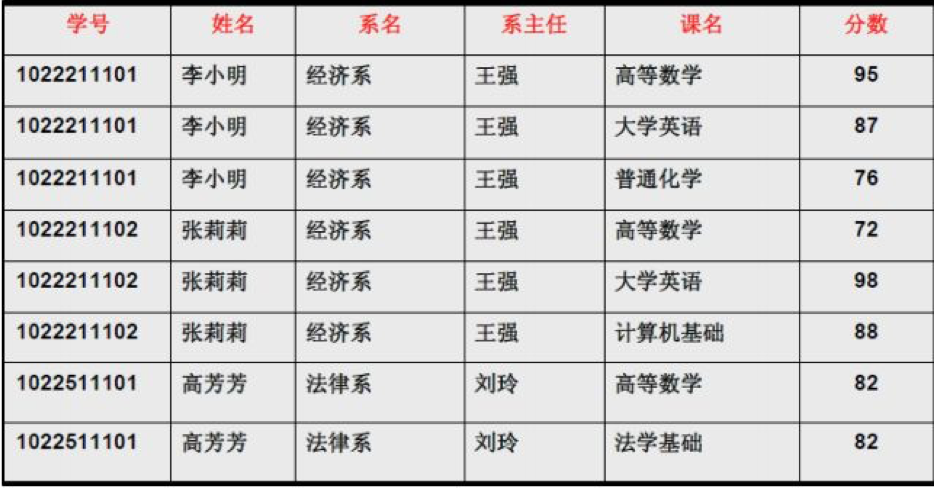 学号 姓名 系名 系主任 课名 分数
1022211101 李小明 经济系 王强 高等数学 95
1022211101 李小明 经济系 王强 大学英语 87
1022211101 李小明 经济系 王强 普通化学 76
1022211102 张莉莉 经济系 王强 高等数学 72
1022211102 张莉莉 经济系 王强 大学英语 98
1022211102 张莉莉 经济系 王强 计算机基础 88
1022511101 高芳芳 法律系 刘玲 高等数学 82
1022511101 高芳芳 法律系 刘玲 法学基础 82